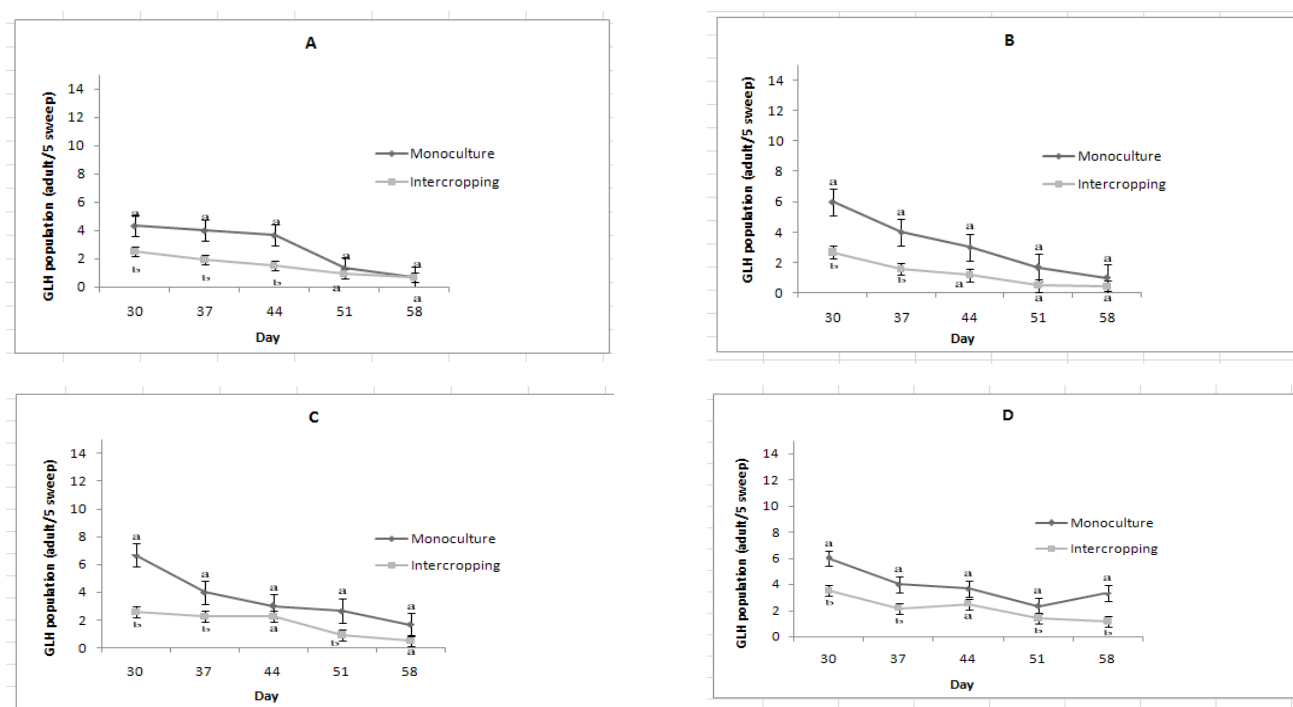 A
GLH population (adult/5 sweep)
14
12
10
8
6
4
2
0
a
a
a
a
a
b
b
b
a
a
Monoculture
Intercropping
30 37 44 51 58
Day
B
GLH population (adult/5 sweep)
14
12
10
8
6
4
2
0
a
a
a
a
a
b
b
a
a
a
Monoculture
Intercropping
30 37 44 51 58
Day
C
GLH population (adult/5 sweep)
14
12
10
8
6
4
2
0
a
a
a
a
a
b
b
a
b
a
Monoculture
Intercropping
30 37 44 51 58
Day
D
GLH population (adult/5 sweep)
14
12
10
8
6
4
2
0
a
a
a
a
a
b
b
a
b
b
Monoculture
Intercropping
30 37 44 51 58
Day